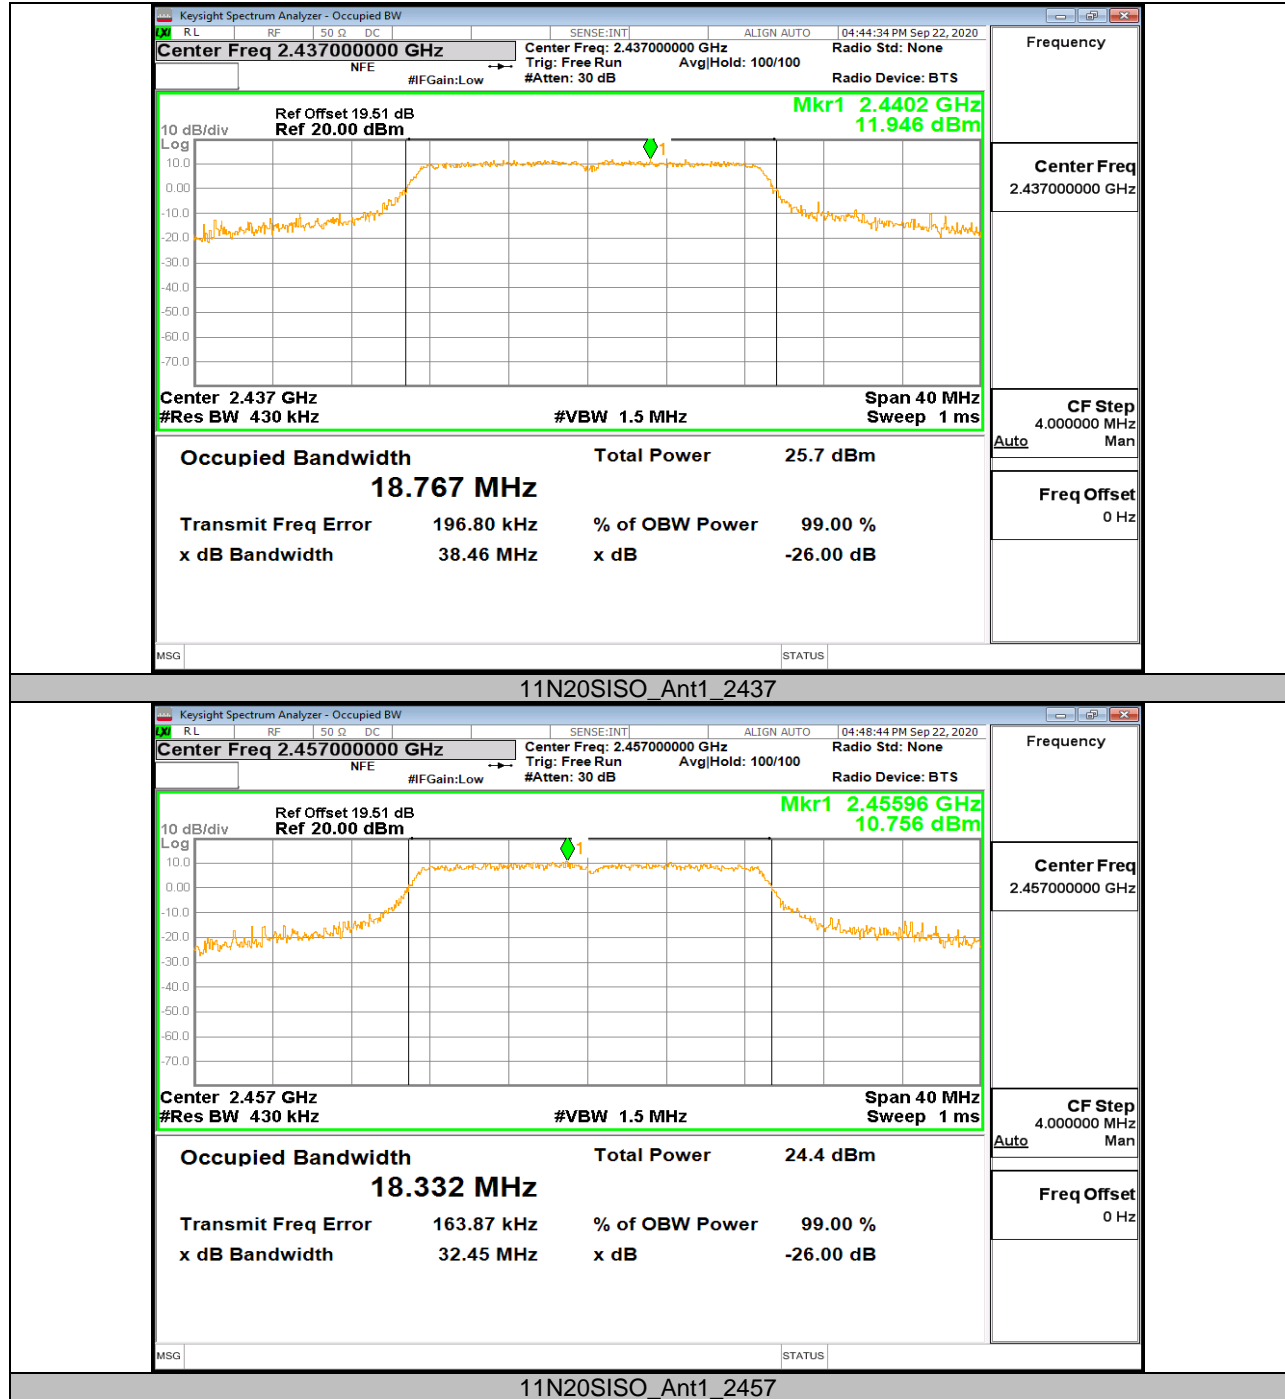 Keysight Spectrum Analyzer - Occupied BW
LXI RL RF 50 Ω DC SENSE:INT ALIGN AUTO 04:44:34 PM Sep 22, 2020
Center Freq 2.437000000 GHz
Center Freq: 2.437000000 GHz
Radio Std: None
NFE
Trig: Free Run Avg|Hold: 100/100
#IFGain:Low
#Atten: 30 dB
Radio Device: BTS
Frequency
Mkr1 2.4402 GHz
11.946 dBm
Ref Offset 19.51 dB
10 dB/div Ref 20.00 dBm
Log
10.0
0.00
-10.0
-20.0
-30.0
-40.0
-50.0
-60.0
-70.0
1
Center 2.437 GHz
Span 40 MHz
#Res BW 430 kHz
#VBW 1.5 MHz
Sweep 1 ms
Center Freq
2.437000000 GHz
CF Step
4.000000 MHz
Auto Man
Freq Offset
0 Hz
Occupied Bandwidth
Total Power 25.7 dBm
18.767 MHz
Transmit Freq Error 196.80 kHz % of OBW Power 99.00 %
x dB Bandwidth 38.46 MHz x dB -26.00 dB
MSG STATUS
11N20SISO_Ant1_2437
Keysight Spectrum Analyzer - Occupied BW
LXI RL RF 50 Ω DC SENSE:INT ALIGN AUTO 04:48:44 PM Sep 22, 2020
Center Freq 2.457000000 GHz
Center Freq: 2.457000000 GHz
Radio Std: None
NFE
Trig: Free Run Avg|Hold: 100/100
#IFGain:Low
#Atten: 30 dB
Radio Device: BTS
Frequency
Mkr1 2.45596 GHz
10.756 dBm
Ref Offset 19.51 dB
10 dB/div Ref 20.00 dBm
Log
10.0
0.00
-10.0
-20.0
-30.0
-40.0
-50.0
-60.0
-70.0
1
Center 2.457 GHz
Span 40 MHz
#Res BW 430 kHz
#VBW 1.5 MHz
Sweep 1 ms
Center Freq
2.457000000 GHz
CF Step
4.000000 MHz
Auto Man
Freq Offset
0 Hz
Occupied Bandwidth
Total Power 24.4 dBm
18.332 MHz
Transmit Freq Error 163.87 kHz % of OBW Power 99.00 %
x dB Bandwidth 32.45 MHz x dB -26.00 dB
MSG STATUS
11N20SISO_Ant1_2457